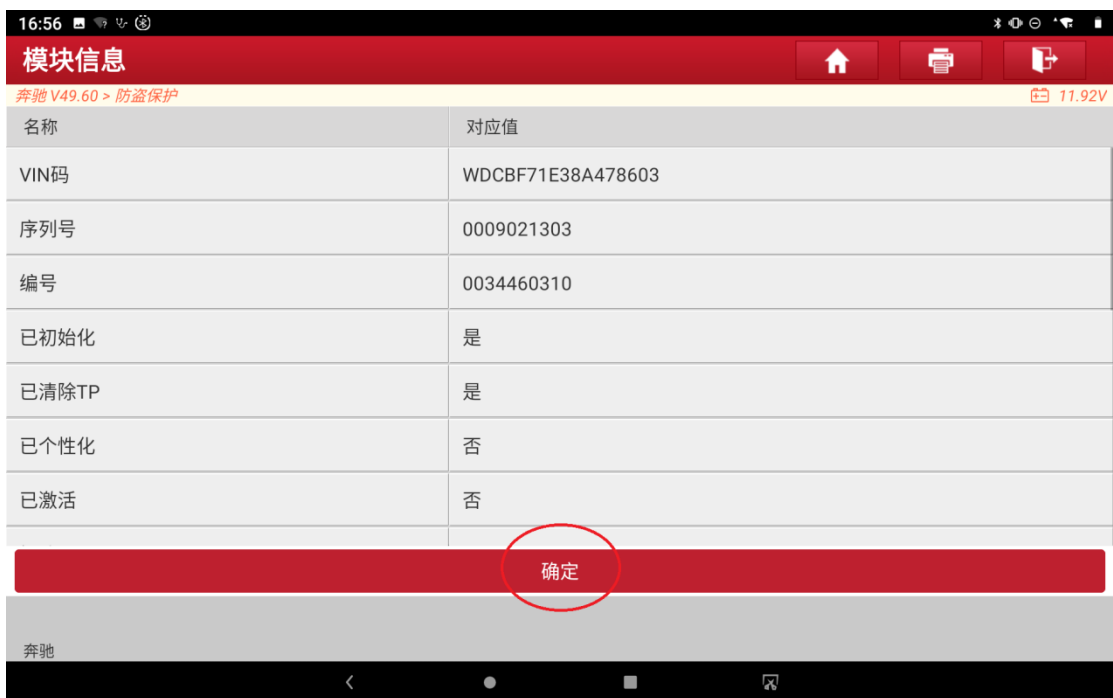 16:56
模块信息
奔驰 V49.60 > 防盗保护 11.92V
名称 对应值
VIN码 WDCBF71E38A478603
序列号 0009021303
编号 0034460310
已初始化 是
已清除TP 是
已个性化 否
已激活 否
确定
奔驰